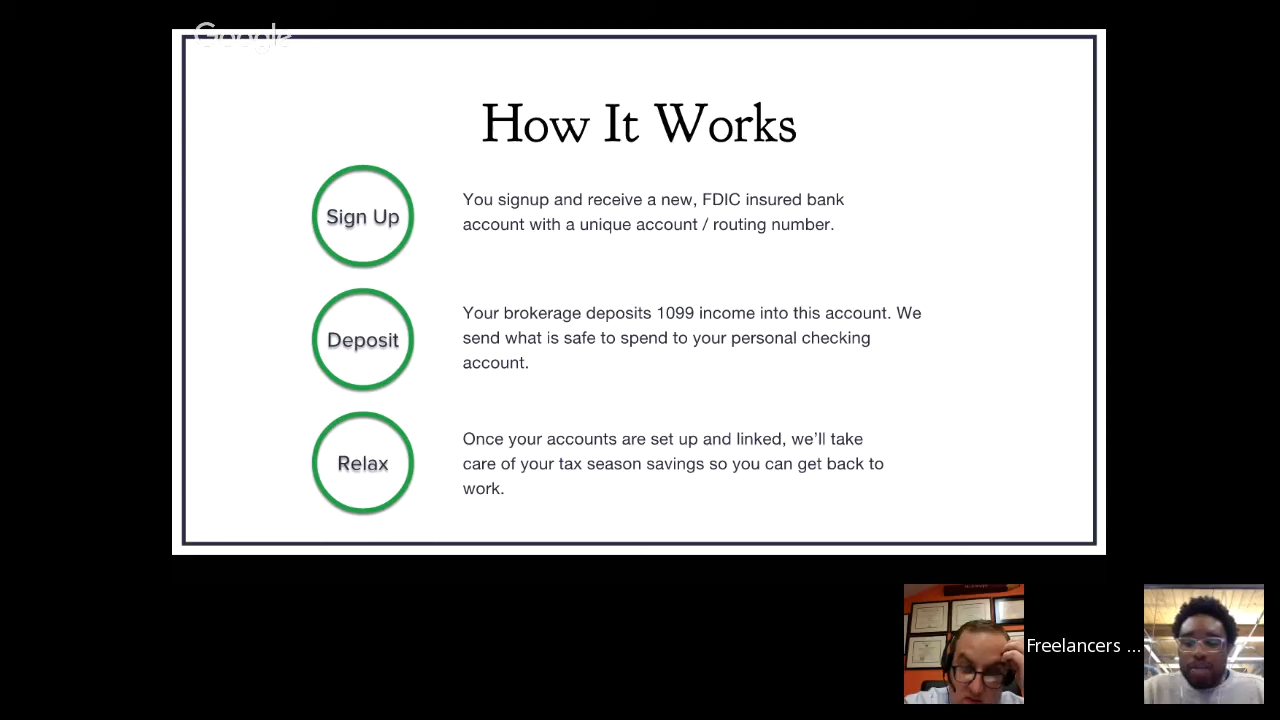 Google
How It Works
Sign Up
You signup and receive a new, FDIC insured bank
account with a unique account / routing number.
Deposit
Your brokerage deposits 1099 income into this account. We
send what is safe to spend to your personal checking
account.
Relax
Once your accounts are set up and linked, we’ll take
care of your tax season savings so you can get back to
work.
Freelancers ...